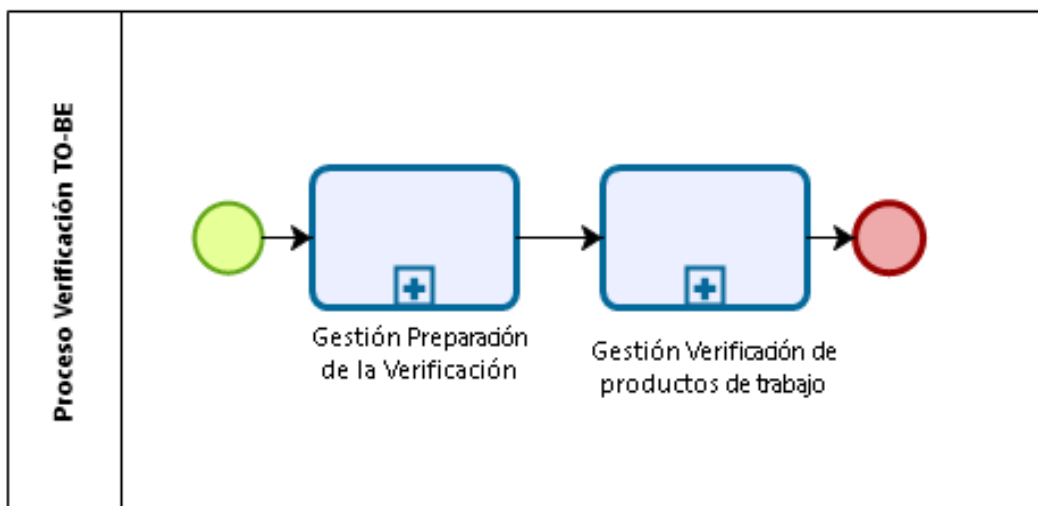 Proceso Verificación TO-BE
Gestión Preparación
de la Verificación
Gestión Verificación de
productos de trabajo